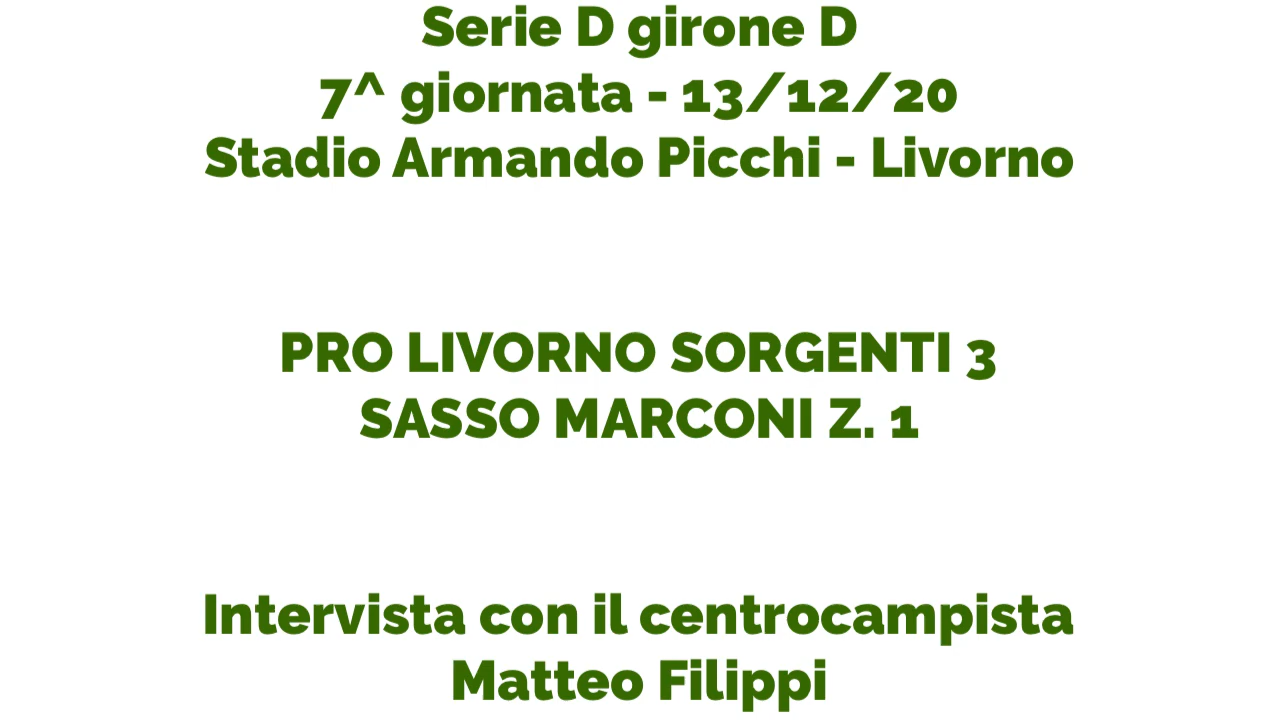 Serie D girone D
7^ giornata - 13/12/20
Stadio Armando Picchi - Livorno
PRO LIVORNO SORGENTI 3
SASSO MARCONI Z. 1
Intervista con il centrocampista
Matteo Filippi